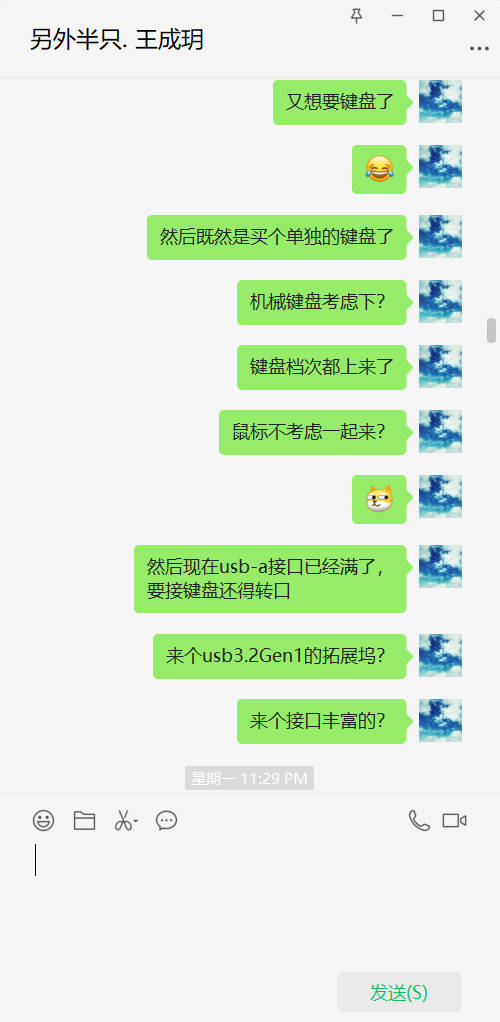 另外半只. 王成玥
又想要键盘了
然后既然是买个单独的键盘了
机械键盘考虑下？
键盘档次都上来了
鼠标不考虑一起来？
然后现在usb-a接口已经满了，
要接键盘还得转口
来个usb3.2Gen1的拓展坞？
来个接口丰富的？
星期一 11:29 PM
发送(S)